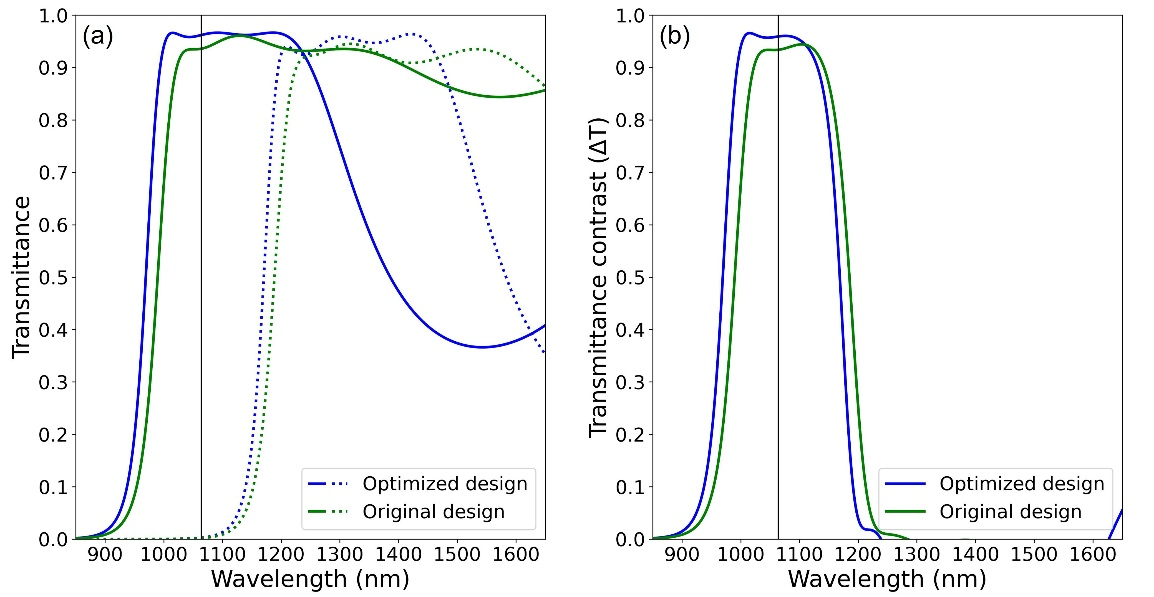 (a)
Transmittance
1.0
0.9
0.8
0.7
0.6
0.5
0.4
0.3
0.2
0.1
0.0
900 1000 1100 1200 1300 1400 1500 1600
Wavelength (nm)
Optimized design
Original design
(b)
Transmittance contrast (ΔT)
1.0
0.9
0.8
0.7
0.6
0.5
0.4
0.3
0.2
0.1
0.0
900 1000 1100 1200 1300 1400 1500 1600
Wavelength (nm)
Optimized design
Original design